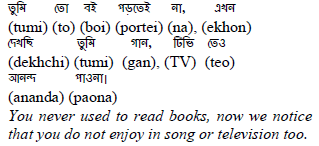 তুমি তো বই পড়তেই না, এখন
(tumi) (to) (boi) (portei) (na), (ekhon)
দেখছি তুমি গান, টিভি তেও
(dekhchi) (tumi) (gan), (TV) (teo)
আনন্দ পাওনা।
(ananda) (paona)
You never used to read books, now we notice
that you do not enjoy in song or television too.